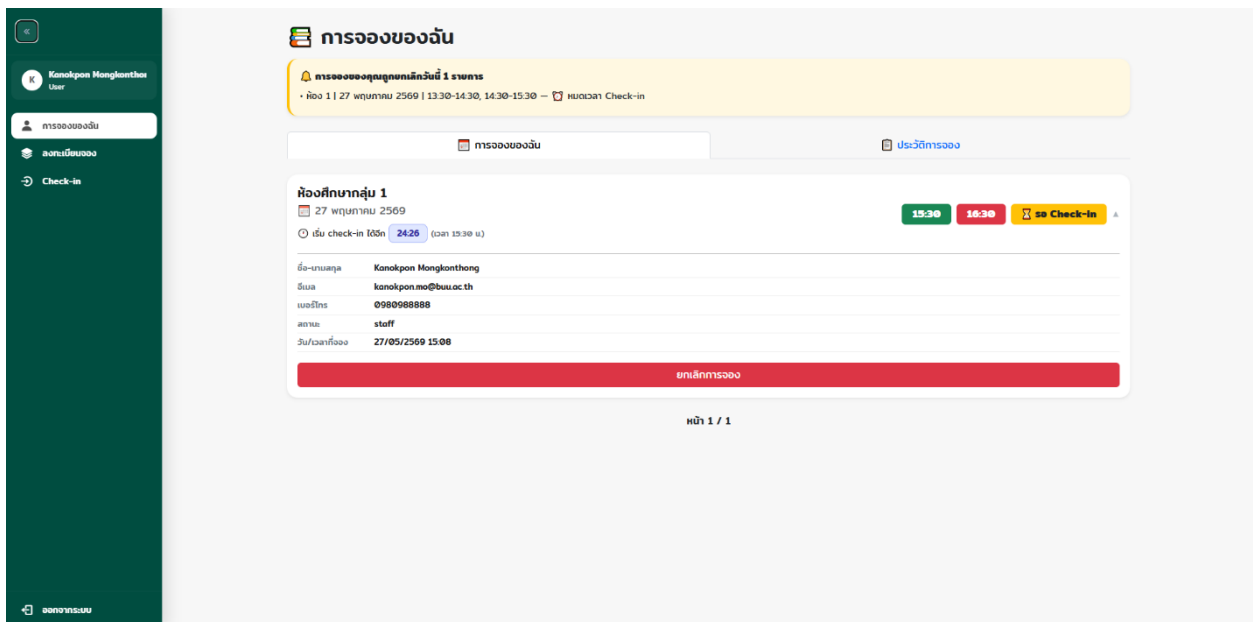 «
K
Kanokpon Mongkonthon
User
การจองของฉัน
ลงทะเบียนจอง
Check-in
ออกจากระบบ
การจองของฉัน
การจองของคุณถูกยกเลิกวันนี้ 1 รายการ
• ห้อง 1 | 27 พฤษภาคม 2569 | 13:30-14:30, 14:30-15:30 — หมดเวลา Check-in
การจองของฉัน
ประวัติการจอง
ห้องศึกษากลุ่ม 1
27 พฤษภาคม 2569
เริ่ม check-in ได้อีก 24:26 (เวลา 15:30 น.)
15:30 16:30 รอ Check-in
ชื่อ-นามสกุล Kanokpon Mongkonthong
อีเมล kanokpon.mo@buu.ac.th
เบอร์โทร 0980988888
สถานะ staff
วัน/เวลาที่จอง 27/05/2569 15:08
ยกเลิกการจอง
หน้า 1 / 1